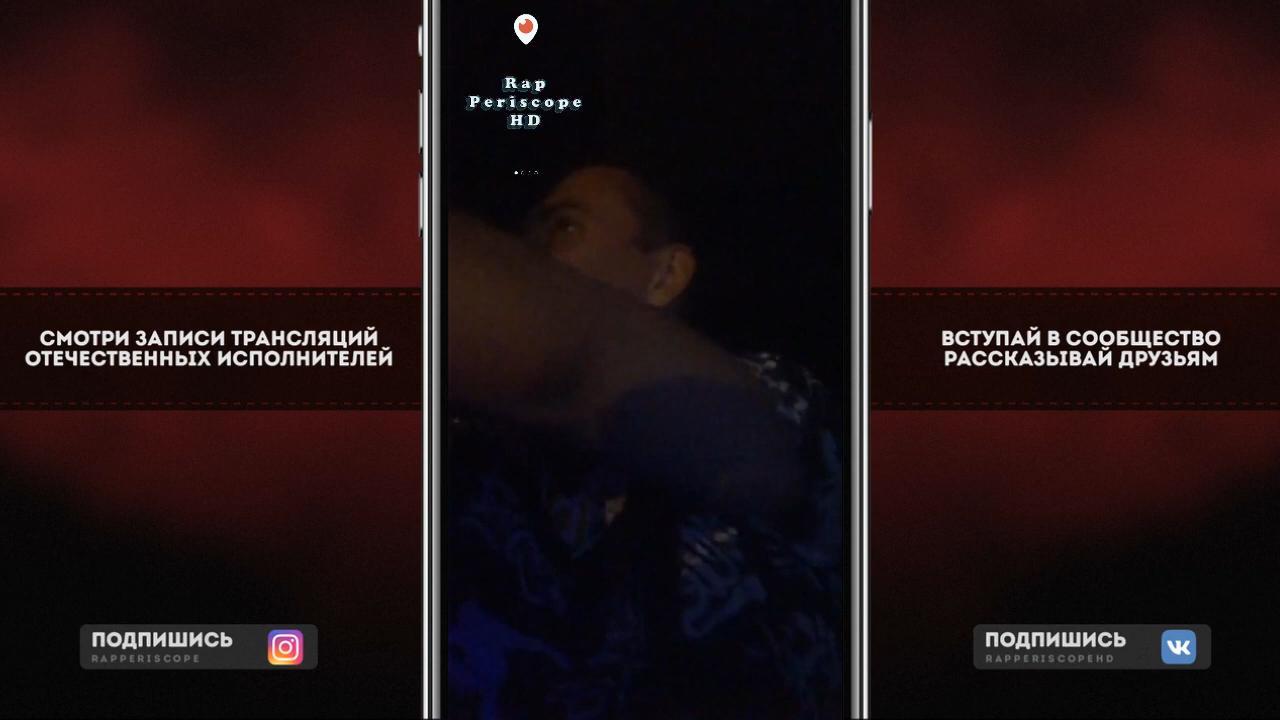 Rap
Periscope
HD
СМОТРИ ЗАПИСИ ТРАНСЛЯЦИЙ
ОТЕЧЕСТВЕННЫХ ИСПОЛНИТЕЛЕЙ
ВСТУПАЙ В СООБЩЕСТВО
РАССКАЗЫВАЙ ДРУЗЬЯМ
ПОДПИШИСЬ
RAPPERISCOPE
ПОДПИШИСЬ
RAPPERISCOPEHD